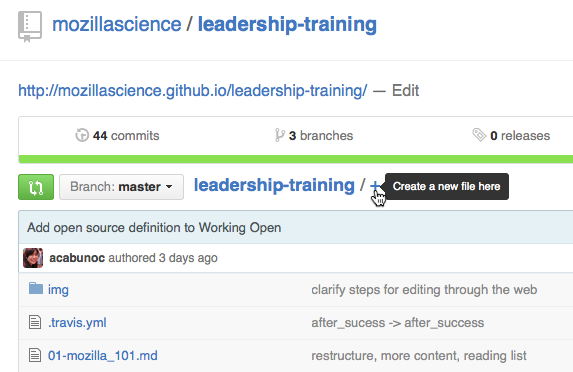 mozillascience / leadership-training
http://mozillascience.github.io/leadership-training/ — Edit
44 commits 3 branches 0 releases
Branch: master leadership-training / + Create a new file here
Add open source definition to Working Open
acabunoc authored 3 days ago
img clarify steps for editing through the web
.travis.yml after_sucess -> after_success
01-mozilla_101.md restructure, more content, reading list